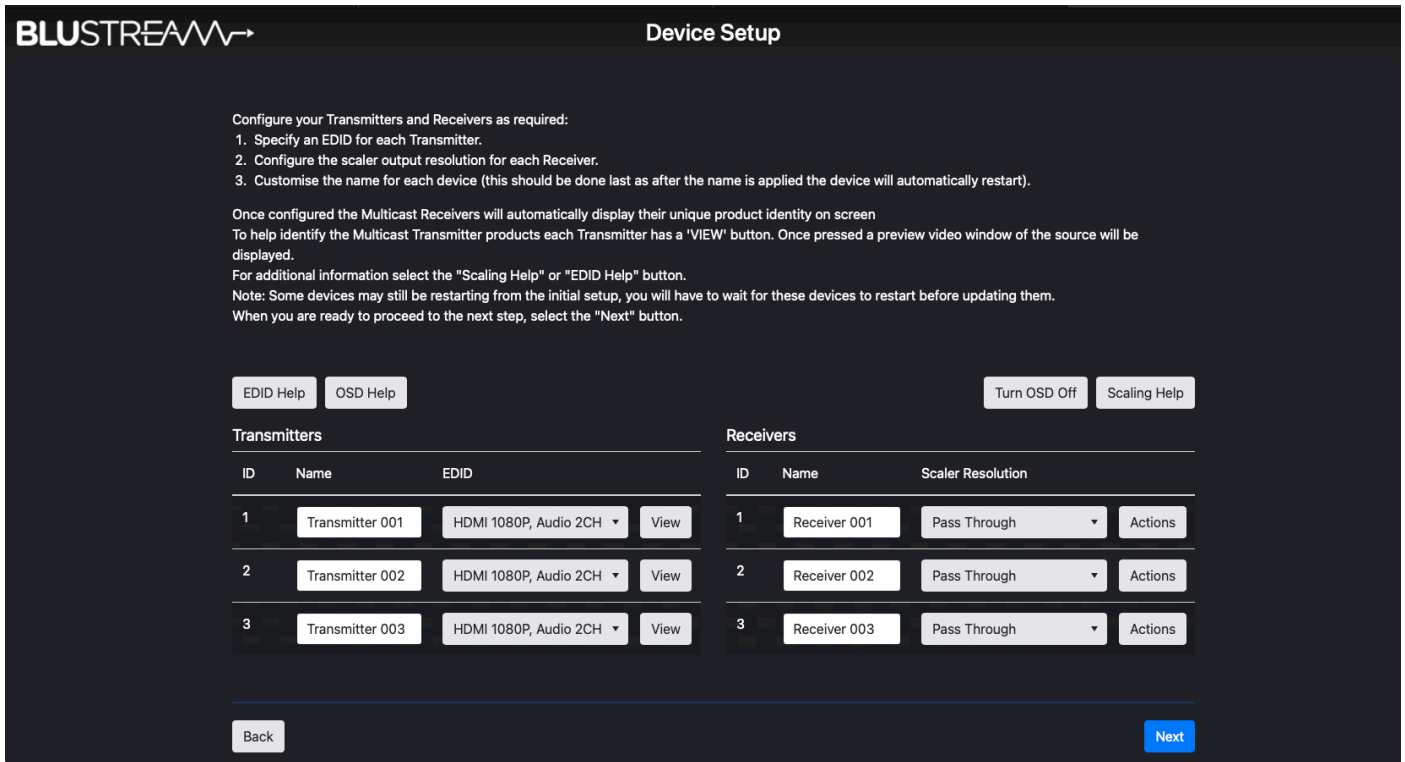 BLUSTREAM
Device Setup
Configure your Transmitters and Receivers as required:
1. Specify an EDID for each Transmitter.
2. Configure the scaler output resolution for each Receiver.
3. Customise the name for each device (this should be done last as after the name is applied the device will automatically restart).
Once configured the Multicast Receivers will automatically display their unique product identity on screen
To help identify the Multicast Transmitter products each Transmitter has a 'VIEW' button. Once pressed a preview video window of the source will be
displayed.
For additional information select the "Scaling Help" or "EDID Help" button.
Note: Some devices may still be restarting from the initial setup, you will have to wait for these devices to restart before updating them.
When you are ready to proceed to the next step, select the "Next" button.
EDID Help OSD Help Turn OSD Off Scaling Help
Transmitters Receivers
ID Name EDID ID Name Scaler Resolution
1 Transmitter 001 HDMI 1080P, Audio 2CH View 1 Receiver 001 Pass Through Actions
2 Transmitter 002 HDMI 1080P, Audio 2CH View 2 Receiver 002 Pass Through Actions
3 Transmitter 003 HDMI 1080P, Audio 2CH View 3 Receiver 003 Pass Through Actions
Back Next